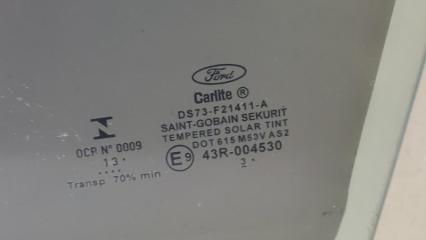 Ford
Carlite ®
DS73-F21411-A
SAINT-GOBAIN SEKURIT
TEMPERED SOLAR TINT
DOT 615 M53V AS2
E9 43R-004530
3
OCP Nº 0009
13
Transp 70% min